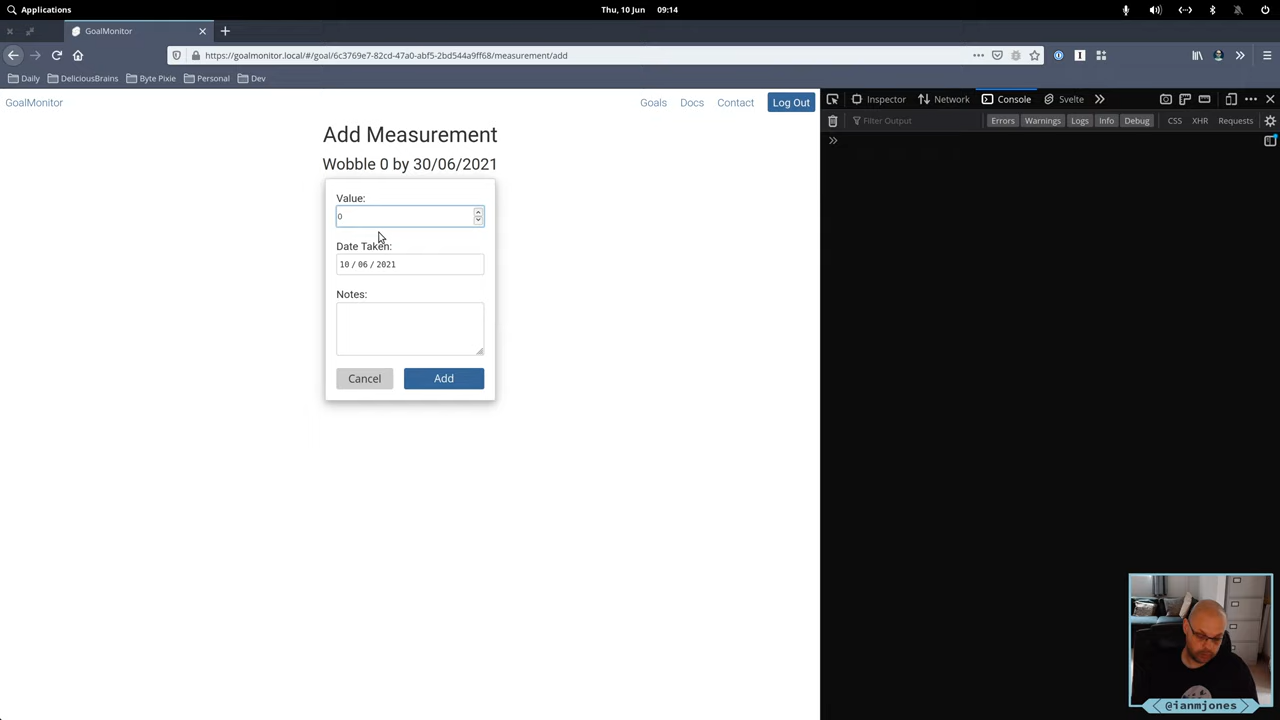 Applications
Thu, 10 Jun 09:14
GoalMonitor
https://goalmonitor.local/#/goal/6c3769e7-82cd-47a0-abf5-2bd544a9ff68/measurement/add
Daily DeliciousBrains Byte Pixie Personal Dev
GoalMonitor Goals Docs Contact Log Out
Inspector Network Console Svelte
Filter Output Errors Warnings Logs Info Debug CSS XHR Requests
Add Measurement
Wobble 0 by 30/06/2021
Value:
0
Date Taken:
10 / 06 / 2021
Notes:
Cancel Add
@ianmjones